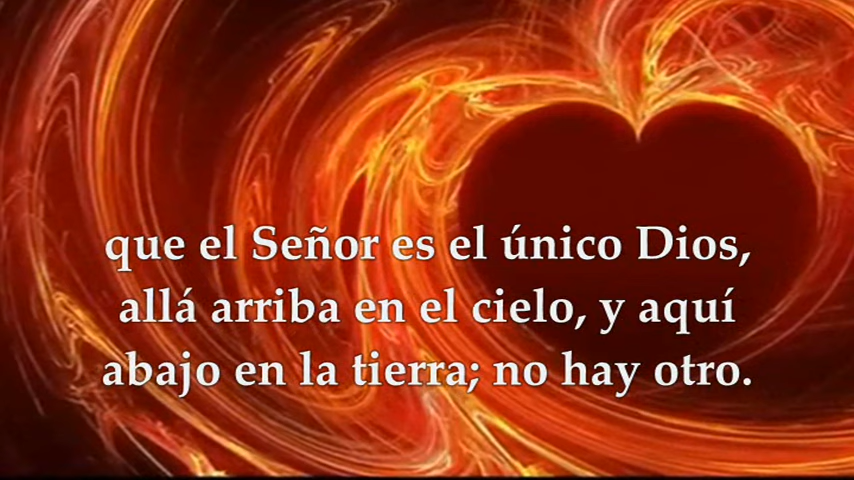 que el Señor es el único Dios,
allá arriba en el cielo, y aquí
abajo en la tierra; no hay otro.